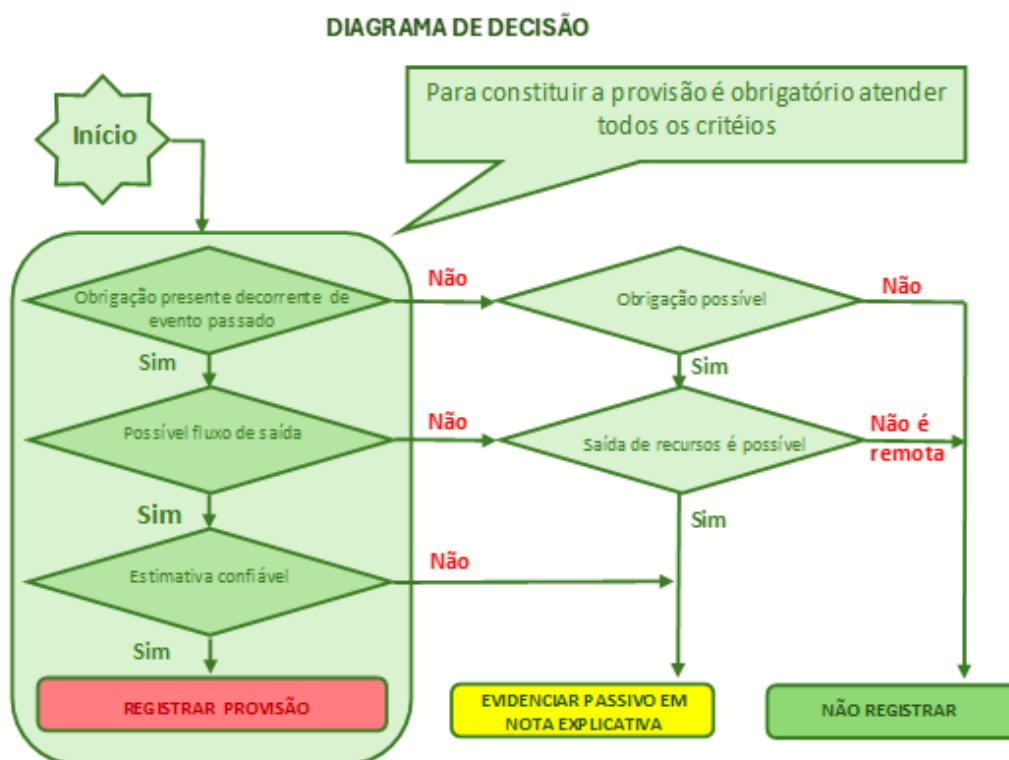 DIAGRAMA DE DECISÃO
Para constituir a provisão é obrigatório atender
todos os critéios
Início
Obrigação presente decorrente de
evento passado
Não
Obrigação possível
Não
Sim
Sim
Possível fluxo de saída
Não
Saída de recursos é possível
Não é
remota
Sim
Sim
Estimativa confiável
Não
Sim
REGISTRAR PROVISÃO
EVIDENCIAR PASSIVO EM
NOTA EXPLICATIVA
NÃO REGISTRAR